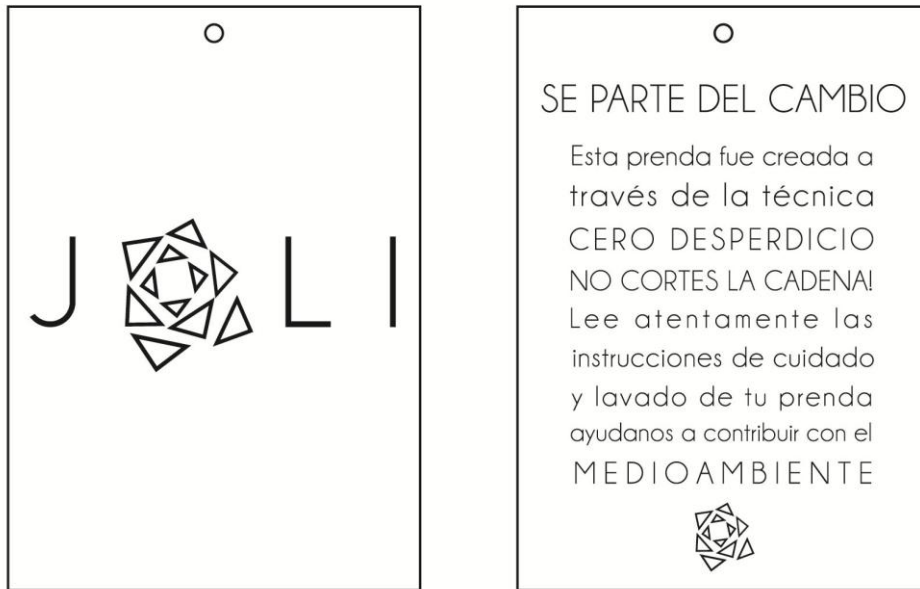 J LI
SE PARTE DEL CAMBIO
Esta prenda fue creada a
través de la técnica
CERO DESPERDICIO
NO CORTES LA CADENA!
Lee atentamente las
instrucciones de cuidado
y lavado de tu prenda
ayudanos a contribuir con el
MEDIOAMBIENTE